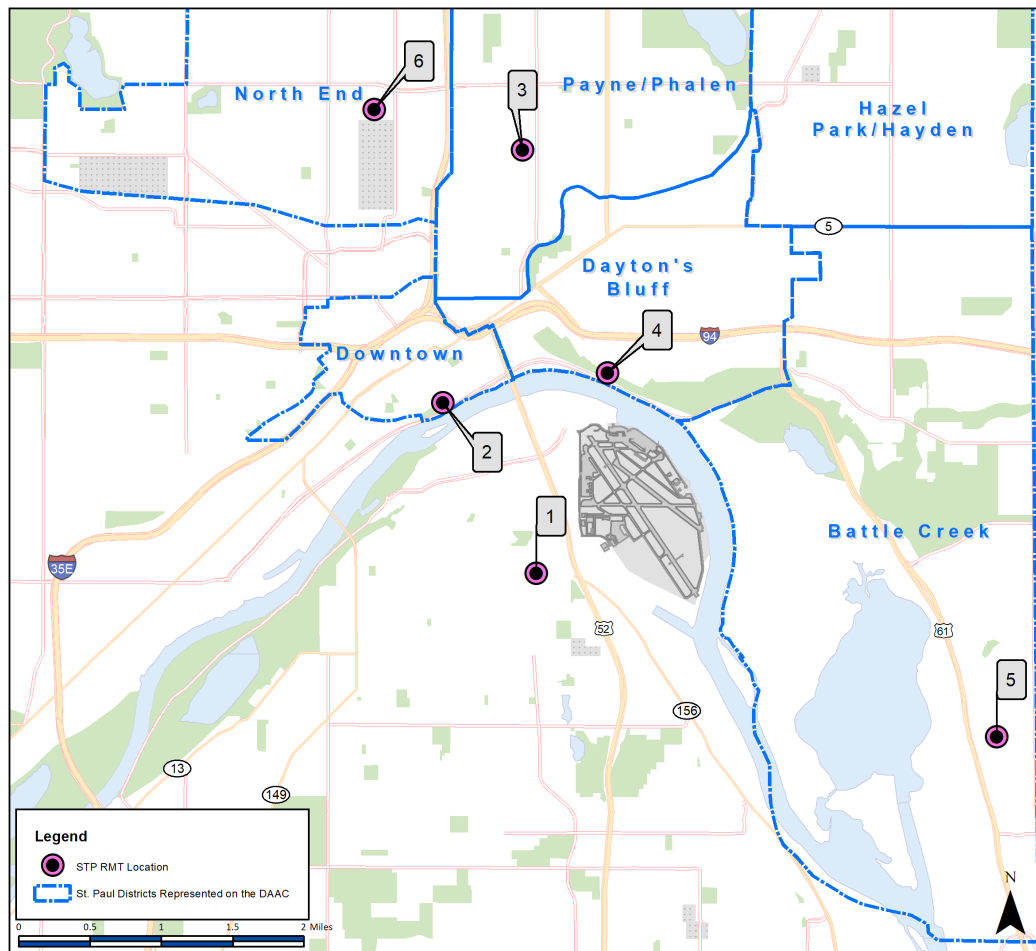 6
3
North End
Payne/Phalen
Hazel
Park/Hayden
5
Dayton's
Bluff
4
94
Downtown
2
1
Battle Creek
35E
52
61
5
156
13
149
Legend
STP RMT Location
St. Paul Districts Represented on the DAAC
N
0 0.5 1 1.5 2 Miles